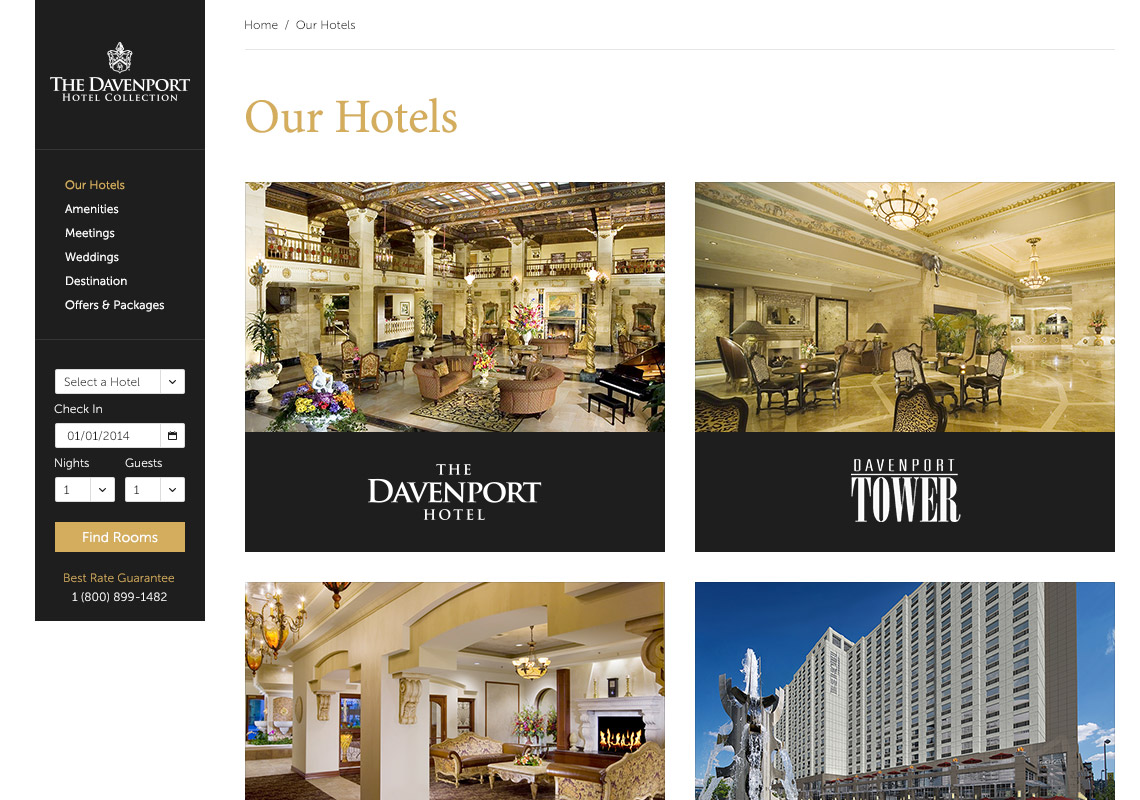 THE DAVENPORT
HOTEL COLLECTION
Our Hotels
Amenities
Meetings
Weddings
Destination
Offers & Packages
Select a Hotel
Check In
01/01/2014
Nights Guests
1 1
Find Rooms
Best Rate Guarantee
1 (800) 899-1482
Home / Our Hotels
Our Hotels
THE
DAVENPORT
HOTEL
DAVENPORT
TOWER